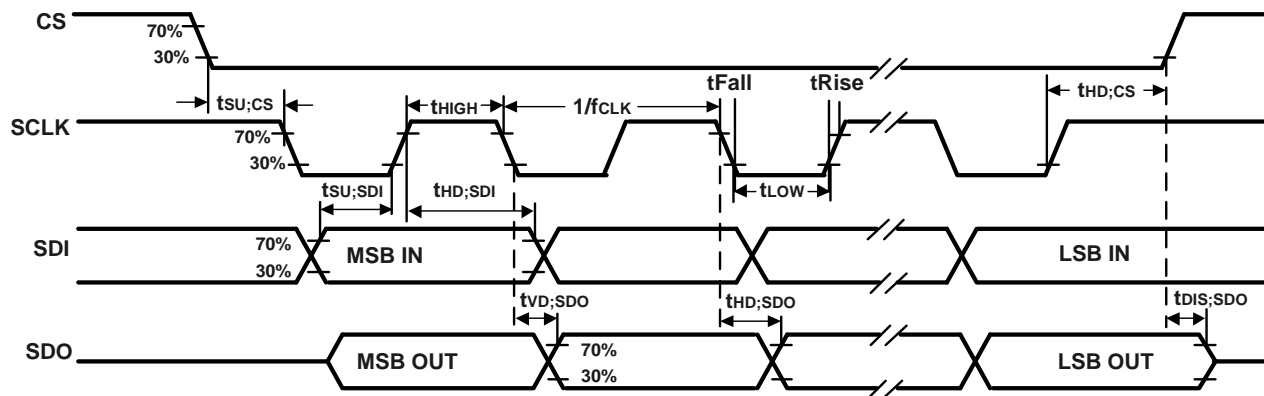 CS
70%
30%
tFall
tRise
tSU;CS
tHIGH
1/fCLK
tHD;CS
SCLK
70%
30%
tSU;SDI
tHD;SDI
tLOW
SDI
70%
30%
MSB IN
LSB IN
tVD;SDO
tHD;SDO
tDIS;SDO
SDO
MSB OUT
70%
30%
LSB OUT